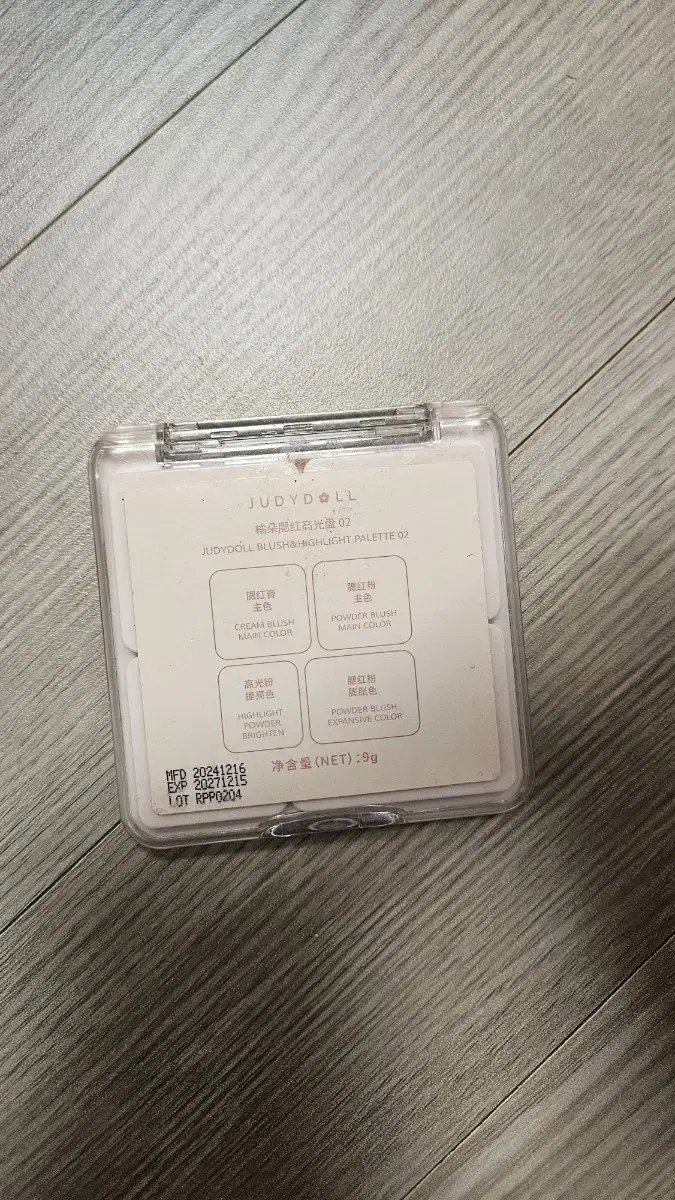 JUDYDOLL
橘朵腮红高光盘 02
JUDYDOLL BLUSH&HIGHLIGHT PALETTE 02
腮红膏
主色
CREAM BLUSH
MAIN COLOR
腮红粉
主色
POWDER BLUSH
MAIN COLOR
高光粉
提亮色
HIGHLIGHT
POWDER
BRIGHTEN
腮红粉
膨胀色
POWDER BLUSH
EXPANSIVE COLOR
净含量(NET):9g
MFD 20241216
EXP 20271215
LOT RPP0204